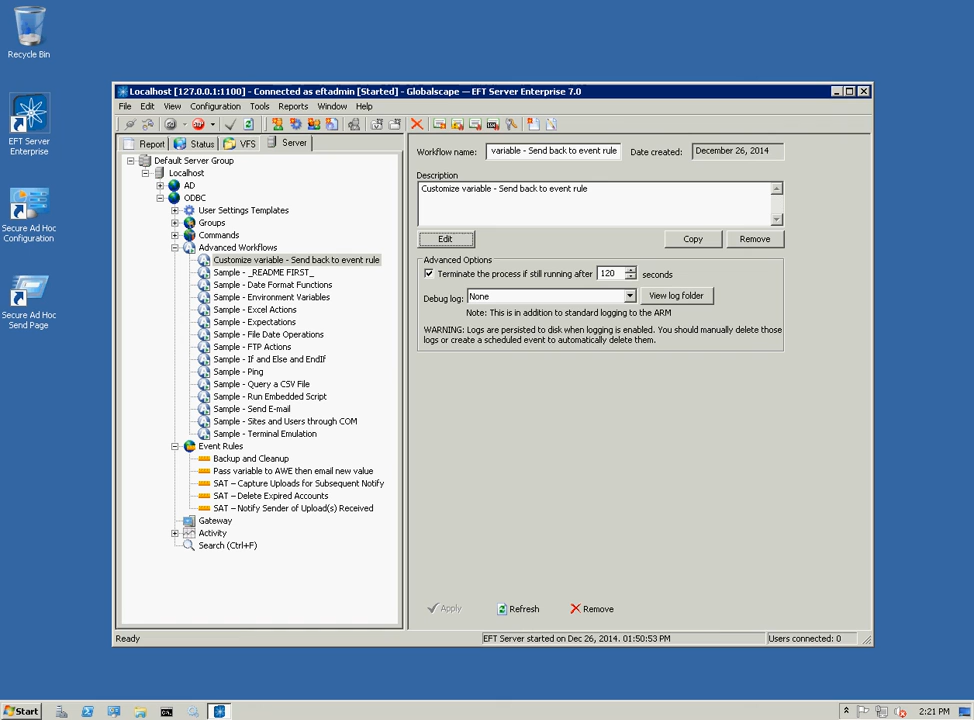 Recycle Bin
EFT Server
Enterprise
Secure Ad Hoc
Configuration
Secure Ad Hoc
Send Page
Localhost [127.0.0.1:1100] - Connected as eftadmin [Started] - Globalscape — EFT Server Enterprise 7.0
File Edit View Configuration Tools Reports Window Help
Report Status VFS Server
Default Server Group
Localhost
AD
ODBC
User Settings Templates
Groups
Commands
Advanced Workflows
Customize variable - Send back to event rule
Sample - _README FIRST_
Sample - Date Format Functions
Sample - Environment Variables
Sample - Excel Actions
Sample - Expectations
Sample - File Date Operations
Sample - FTP Actions
Sample - If and Else and EndIf
Sample - Ping
Sample - Query a CSV File
Sample - Run Embedded Script
Sample - Send E-mail
Sample - Sites and Users through COM
Sample - Terminal Emulation
Event Rules
Backup and Cleanup
Pass variable to AWE then email new value
SAT – Capture Uploads for Subsequent Notify
SAT – Delete Expired Accounts
SAT – Notify Sender of Upload(s) Received
Gateway
Activity
Search (Ctrl+F)
Workflow name: variable - Send back to event rule Date created: December 26, 2014
Description
Customize variable - Send back to event rule
Edit Copy Remove
Advanced Options
Terminate the process if still running after 120 seconds
Debug log: None View log folder
Note: This is in addition to standard logging to the ARM
WARNING: Logs are persisted to disk when logging is enabled. You should manually delete those
logs or create a scheduled event to automatically delete them.
Apply Refresh Remove
Ready EFT Server started on Dec 26, 2014. 01:50:53 PM Users connected: 0
Start 2:21 PM